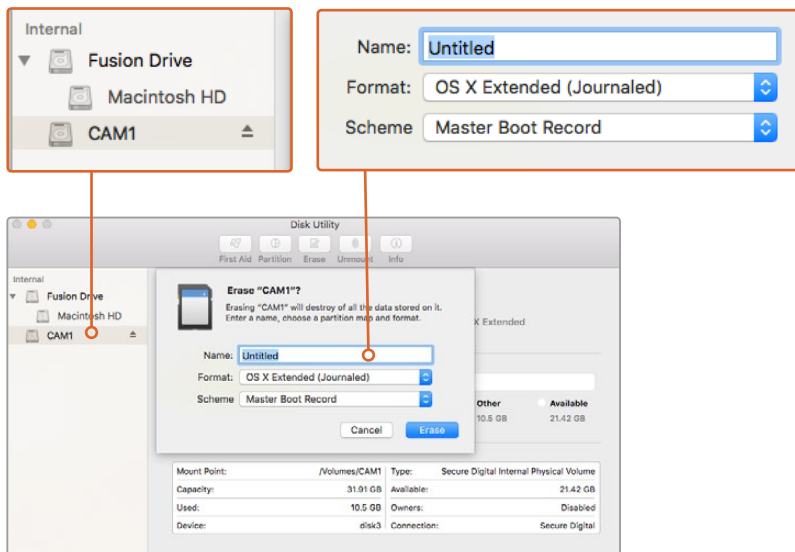 Internal
Fusion Drive
Macintosh HD
CAM1
Name: Untitled
Format: OS X Extended (Journaled)
Scheme Master Boot Record
Disk Utility
First Aid Partition Erase Unmount Info
Internal
Fusion Drive
Macintosh HD
CAM1
Erase "CAM1"?
Erasing "CAM1" will destroy of all the data stored on it.
Enter a name, choose a partition map and format.
X Extended
Name: Untitled
Format: OS X Extended (Journaled)
Scheme Master Boot Record
Other Available
10.5 GB 21.42 GB
Cancel Erase
Mount Point: /Volumes/CAM1 Type: Secure Digital Internal Physical Volume
Capacity: 31.91 GB Available: 21.42 GB
Used: 10.5 GB Owners: Disabled
Device: disk3 Connection: Secure Digital